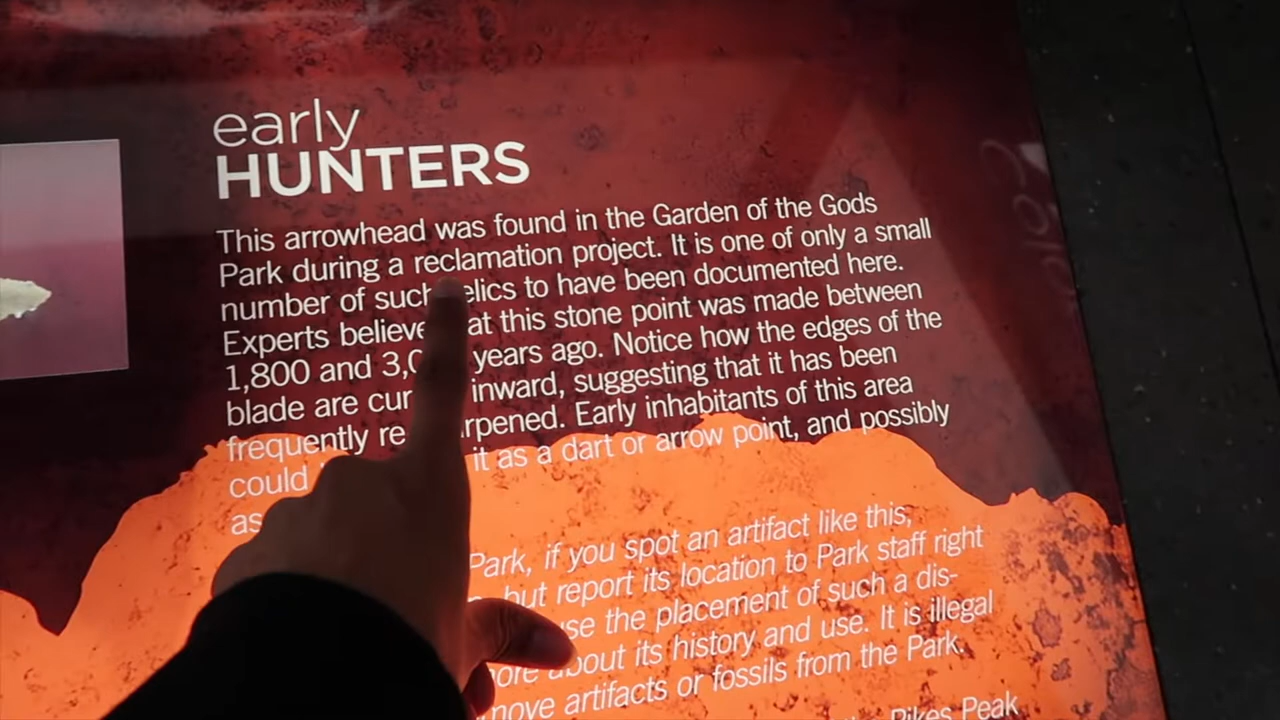 early
HUNTERS
This arrowhead was found in the Garden of the Gods
Park during a reclamation project. It is one of only a small
number of such elics to have been documented here.
Experts believe at this stone point was made between
1,800 and 3,0 years ago. Notice how the edges of the
blade are cur inward, suggesting that it has been
frequently re rpened. Early inhabitants of this area
could it as a dart or arrow point, and possibly
as
Park, if you spot an artifact like this,
but report its location to Park staff right
use the placement of such a dis-
more about its history and use. It is illegal
move artifacts or fossils from the Park.
Pikes Peak